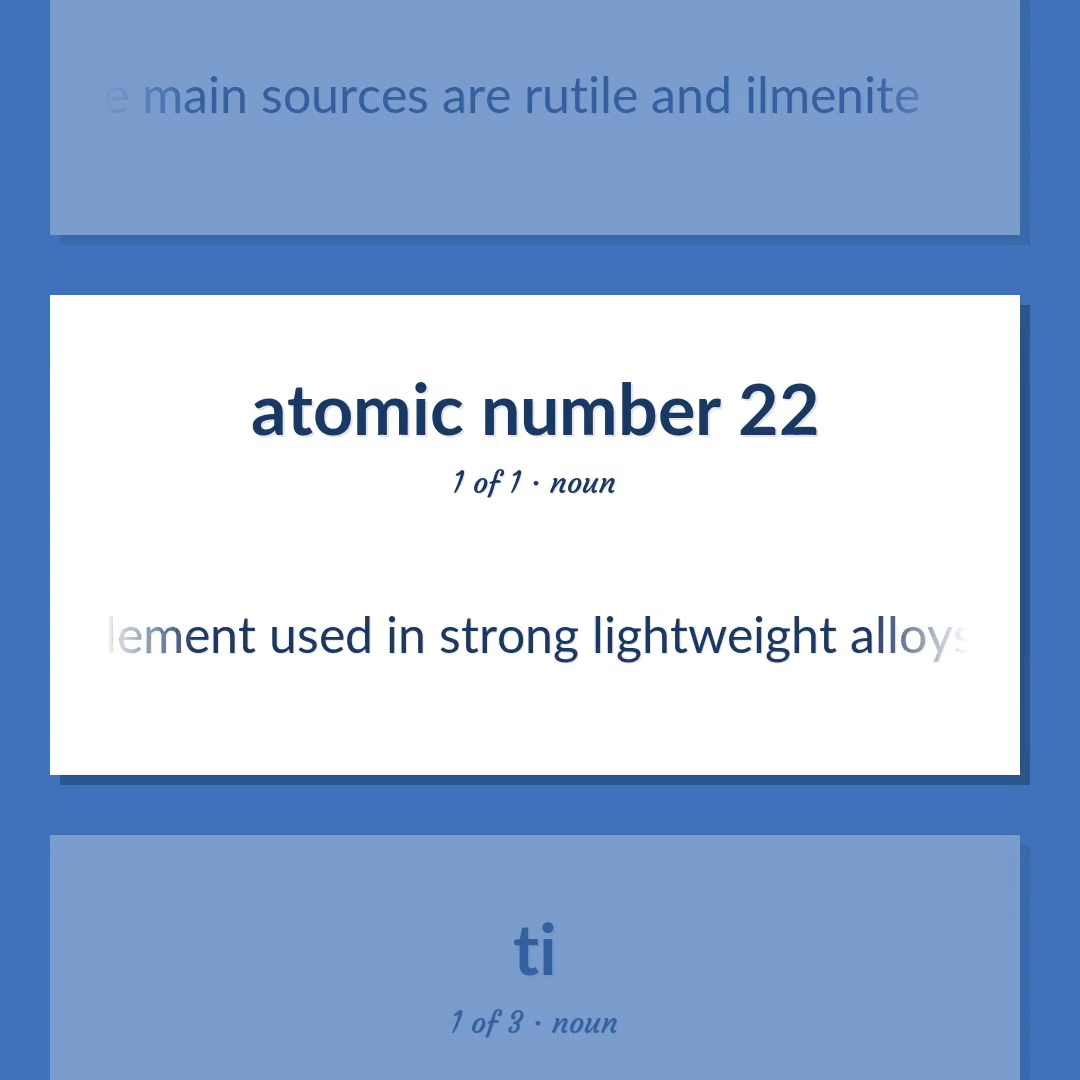 e main sources are rutile and ilmenite
atomic number 22
1 of 1 · noun
lement used in strong lightweight alloys
ti
1 of 3 · noun